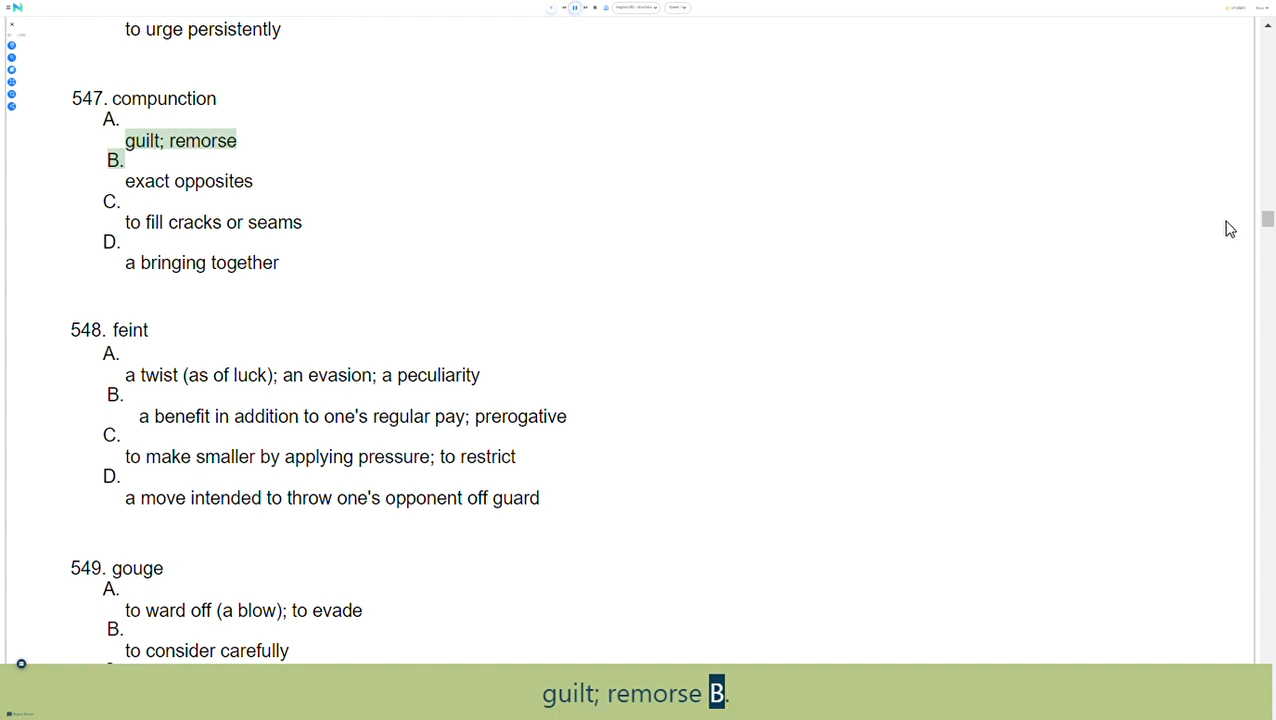 to urge persistently
547. compunction
A.
guilt; remorse
B.
exact opposites
C.
to fill cracks or seams
D.
a bringing together
548. feint
A.
a twist (as of luck); an evasion; a peculiarity
B.
a benefit in addition to one's regular pay; prerogative
C.
to make smaller by applying pressure; to restrict
D.
a move intended to throw one's opponent off guard
549. gouge
A.
to ward off (a blow); to evade
B.
to consider carefully
guilt; remorse B.